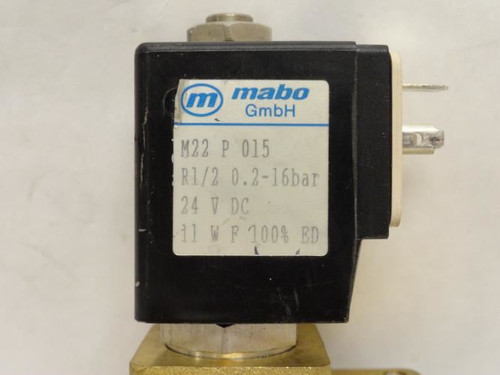 m mabo
GmbH
M22 P 015
R1/2 0.2-16bar
24 V DC
11 W F 100% ED